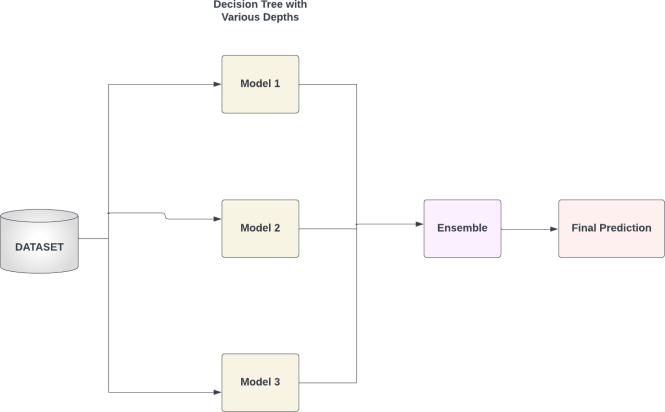 Decision Tree with
Various Depths
Model 1
DATASET
Model 2
Ensemble
Final Prediction
Model 3